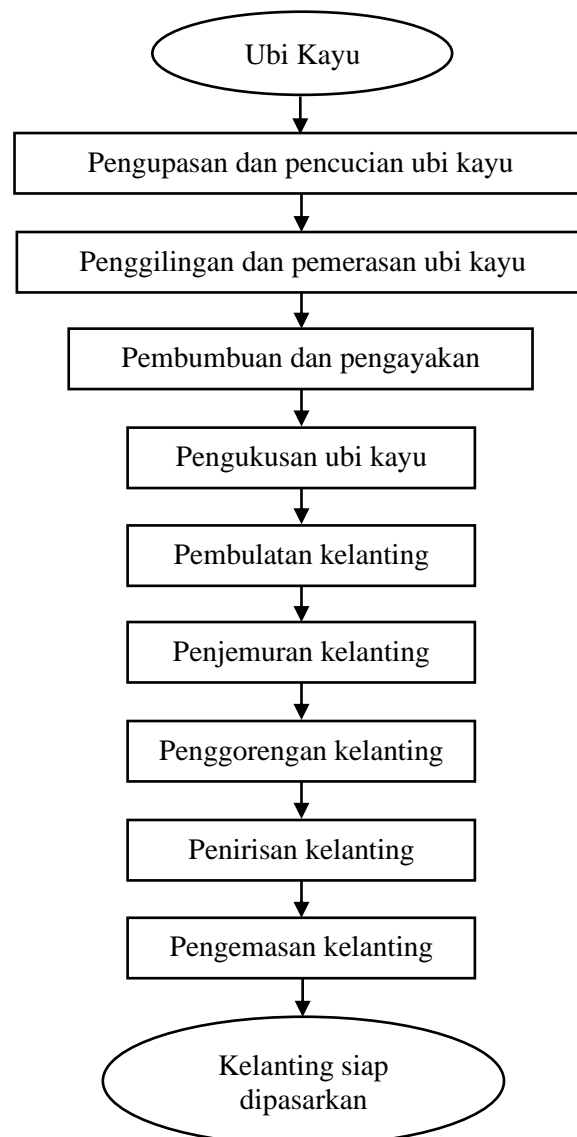 Ubi Kayu
Pengupasan dan pencucian ubi kayu
Penggilingan dan pemerasan ubi kayu
Pembumbuan dan pengayakan
Pengukusan ubi kayu
Pembulatan kelanting
Penjemuran kelanting
Penggorengan kelanting
Penirisan kelanting
Pengemasan kelanting
Kelanting siap
dipasarkan